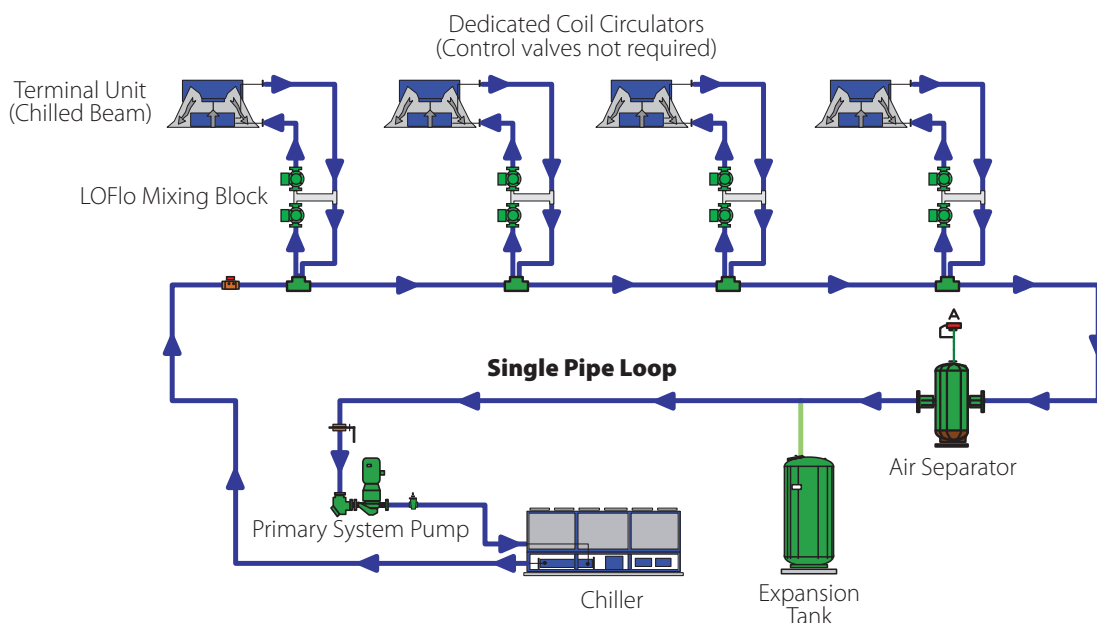 Dedicated Coil Circulators
(Control valves not required)
Terminal Unit
(Chilled Beam)
LOFlo Mixing Block
A
Single Pipe Loop
Air Separator
Primary System Pump
Chiller
Expansion
Tank